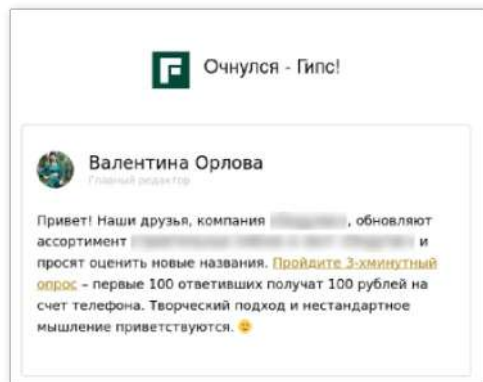 Очнулся - Гипс!
Валентина Орлова
Главный редактор
Привет! Наши друзья, компания , обновляют
ассортимент и
просят оценить новые названия. Пройдите 3-хминутный
опрос – первые 100 ответивших получат 100 рублей на
счет телефона. Творческий подход и нестандартное
мышление приветствуются.